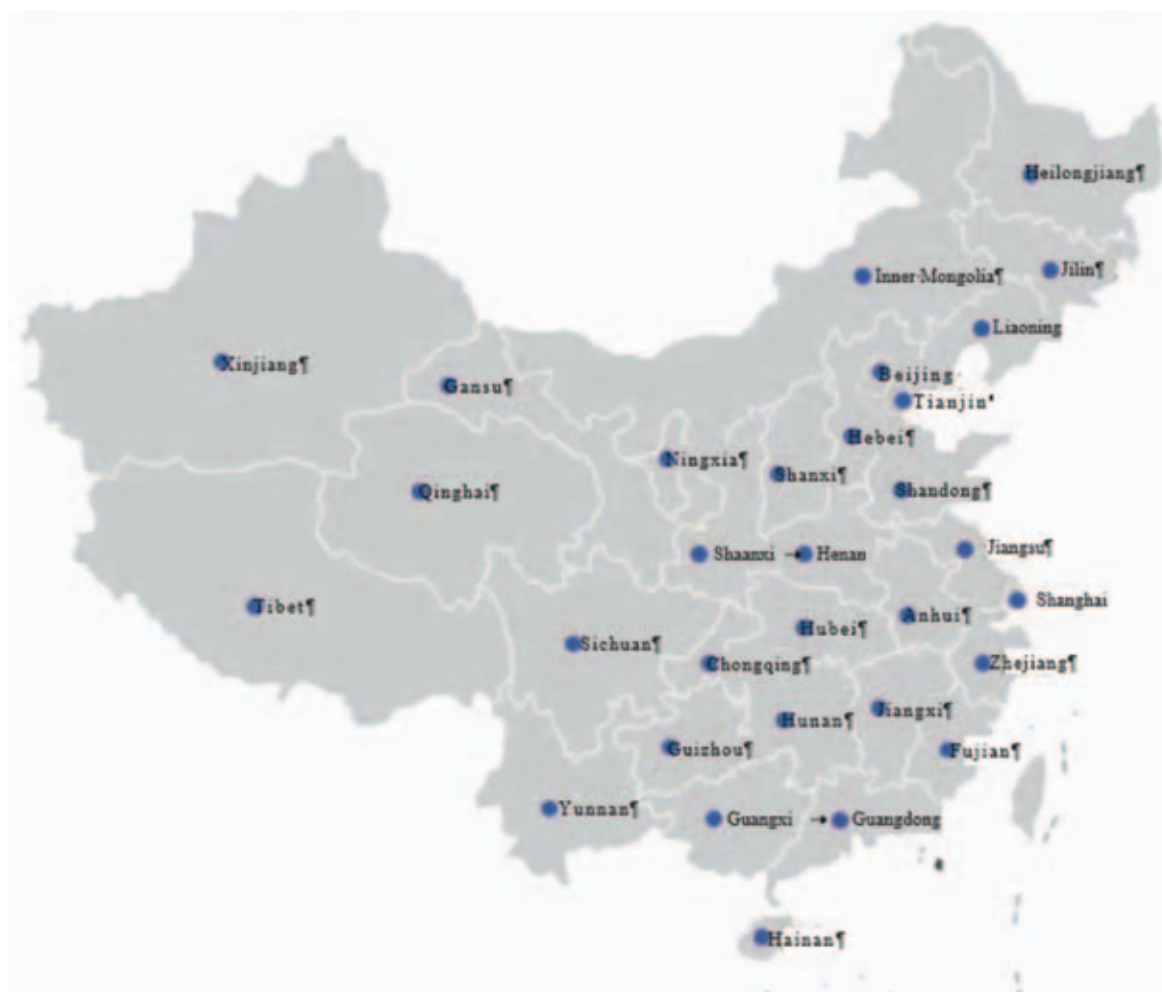 Heilongjiang¶
Jilin¶
Inner·Mongolia¶
Liaoning
Xinjiang¶
Gansu¶
Beijing·
Tianjin'
Hebei¶
Ningxia¶
Shanxi¶
Qinghai¶
Shandong¶
Shaanxi → Henan
Jiangsu¶
Tibet¶
Shanghai
Anhui¶
Hubei¶
Sichuan¶
Chongqing¶
Zhejiang¶
Jiangxi¶
Hunan¶
Guizhou¶
Fujian¶
Yunnan¶
Guangxi → Guangdong
Hainan¶